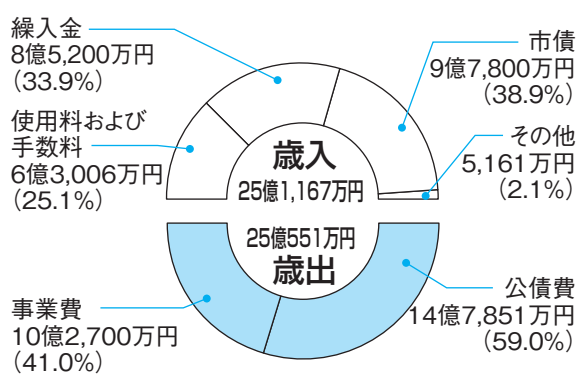 繰入金
8億5,200万円
(33.9%)
市債
9億7,800万円
(38.9%)
使用料および
手数料
6億3,006万円
(25.1%)
その他
5,161万円
(2.1%)
歳入
25億1,167万円
25億551万円
歳出
事業費
10億2,700万円
(41.0%)
公債費
14億7,851万円
(59.0%)